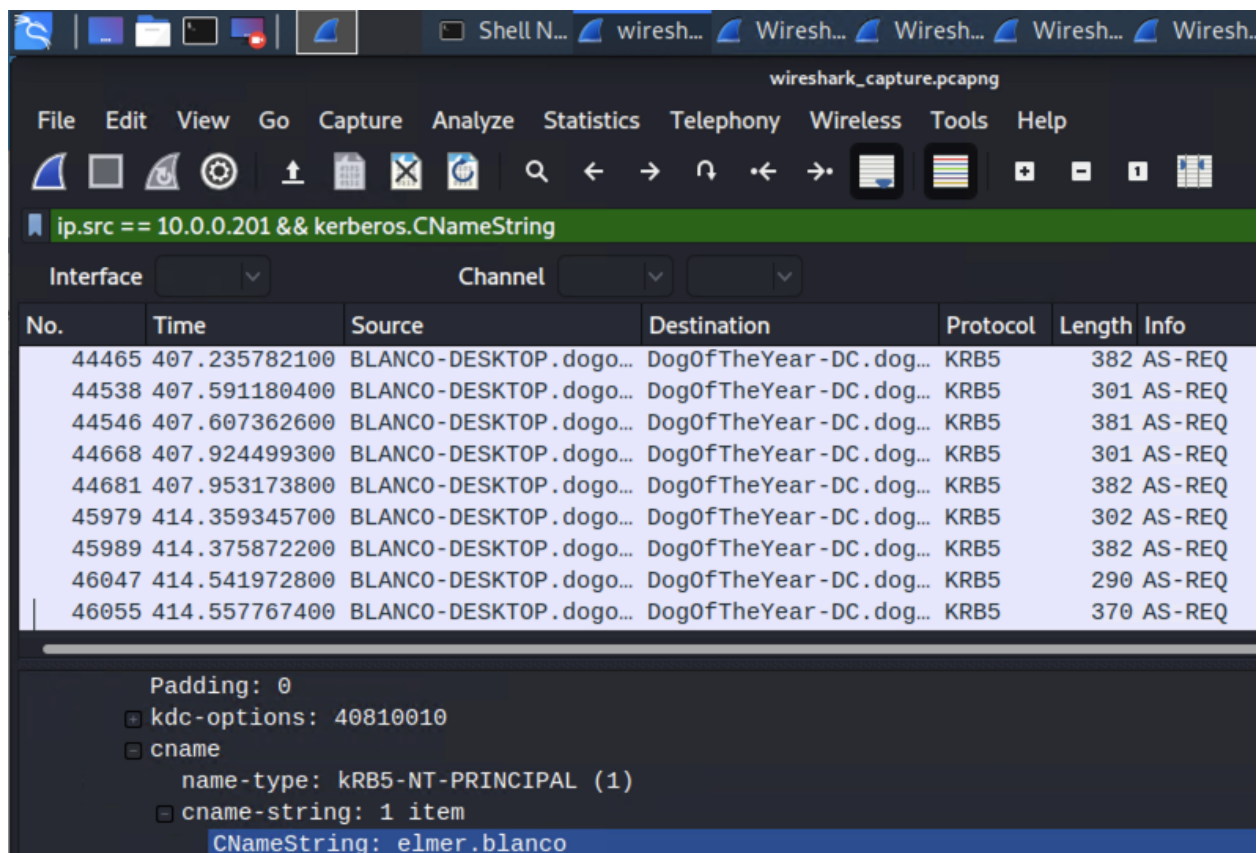 Shell N... wiresh... Wiresh... Wiresh... Wiresh... Wiresh..
wireshark_capture.pcapng
File Edit View Go Capture Analyze Statistics Telephony Wireless Tools Help
ip.src == 10.0.0.201 && kerberos.CNameString
Interface Channel
No. Time Source Destination Protocol Length Info
44465 407.235782100 BLANCO-DESKTOP.dogo… DogOfTheYear-DC.dog… KRB5 382 AS-REQ
44538 407.591180400 BLANCO-DESKTOP.dogo… DogOfTheYear-DC.dog… KRB5 301 AS-REQ
44546 407.607362600 BLANCO-DESKTOP.dogo… DogOfTheYear-DC.dog… KRB5 381 AS-REQ
44668 407.924499300 BLANCO-DESKTOP.dogo… DogOfTheYear-DC.dog… KRB5 301 AS-REQ
44681 407.953173800 BLANCO-DESKTOP.dogo… DogOfTheYear-DC.dog… KRB5 382 AS-REQ
45979 414.359345700 BLANCO-DESKTOP.dogo… DogOfTheYear-DC.dog… KRB5 302 AS-REQ
45989 414.375872200 BLANCO-DESKTOP.dogo… DogOfTheYear-DC.dog… KRB5 382 AS-REQ
46047 414.541972800 BLANCO-DESKTOP.dogo… DogOfTheYear-DC.dog… KRB5 290 AS-REQ
46055 414.557767400 BLANCO-DESKTOP.dogo… DogOfTheYear-DC.dog… KRB5 370 AS-REQ
Padding: 0
kdc-options: 40810010
cname
name-type: kRB5-NT-PRINCIPAL (1)
cname-string: 1 item
CNameString: elmer.blanco